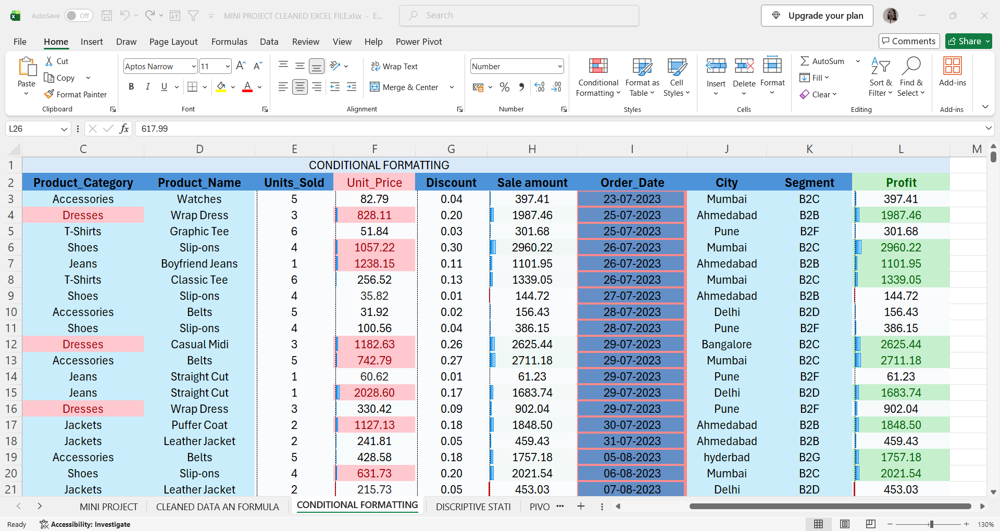 AutoSave Off MINI PROJECT CLEANED EXCEL FILE.xlsx - E... Search Upgrade your plan
File Home Insert Draw Page Layout Formulas Data Review View Help Power Pivot Comments Share
Paste Cut Copy Format Painter Clipboard
Aptos Narrow 11 B I U A A A Font
ab c Wrap Text Merge & Center Alignment
Number % .00 .00 Number
Conditional Formatting Format as Table Cell Styles Styles
Insert Delete Format Cells
AutoSum Fill Clear Sort & Filter Find & Select Editing
Add-ins Add-ins
L26 fx 617.99
C D E F G H I J K L M
1 CONDITIONAL FORMATTING
2 Product_Category Product_Name Units_Sold Unit_Price Discount Sale amount Order_Date City Segment Profit
3 Accessories Watches 5 82.79 0.04 397.41 23-07-2023 Mumbai B2C 397.41
4 Dresses Wrap Dress 3 828.11 0.20 1987.46 25-07-2023 Ahmedabad B2B 1987.46
5 T-Shirts Graphic Tee 6 51.84 0.03 301.68 25-07-2023 Pune B2F 301.68
6 Shoes Slip-ons 4 1057.22 0.30 2960.22 26-07-2023 Mumbai B2C 2960.22
7 Jeans Boyfriend Jeans 1 1238.15 0.11 1101.95 26-07-2023 Ahmedabad B2B 1101.95
8 T-Shirts Classic Tee 6 256.52 0.13 1339.05 26-07-2023 Mumbai B2C 1339.05
9 Shoes Slip-ons 4 35.82 0.01 144.72 27-07-2023 Ahmedabad B2B 144.72
10 Accessories Belts 5 31.92 0.02 156.43 28-07-2023 Delhi B2D 156.43
11 Shoes Slip-ons 4 100.56 0.04 386.15 28-07-2023 Pune B2F 386.15
12 Dresses Casual Midi 3 1182.63 0.26 2625.44 29-07-2023 Bangalore B2C 2625.44
13 Accessories Belts 5 742.79 0.27 2711.18 29-07-2023 Mumbai B2C 2711.18
14 Jeans Straight Cut 1 60.62 0.01 61.23 29-07-2023 Pune B2F 61.23
15 Jeans Straight Cut 1 2028.60 0.17 1683.74 29-07-2023 Delhi B2D 1683.74
16 Dresses Wrap Dress 3 330.42 0.09 902.04 29-07-2023 Pune B2F 902.04
17 Jackets Puffer Coat 2 1127.13 0.18 1848.50 30-07-2023 Ahmedabad B2B 1848.50
18 Jackets Leather Jacket 2 241.81 0.05 459.43 31-07-2023 Ahmedabad B2B 459.43
19 Accessories Belts 5 428.58 0.18 1757.18 05-08-2023 hyderbad B2G 1757.18
20 Shoes Slip-ons 4 631.73 0.20 2021.54 06-08-2023 Mumbai B2C 2021.54
21 Jackets Leather Jacket 2 215.73 0.05 453.03 07-08-2023 Delhi B2D 453.03
MINI PROJECT CLEANED DATA AN FORMULA CONDITIONAL FORMATTING DISCRIPTIVE STATI PIVO ••• +
Ready Accessibility: Investigate 130%